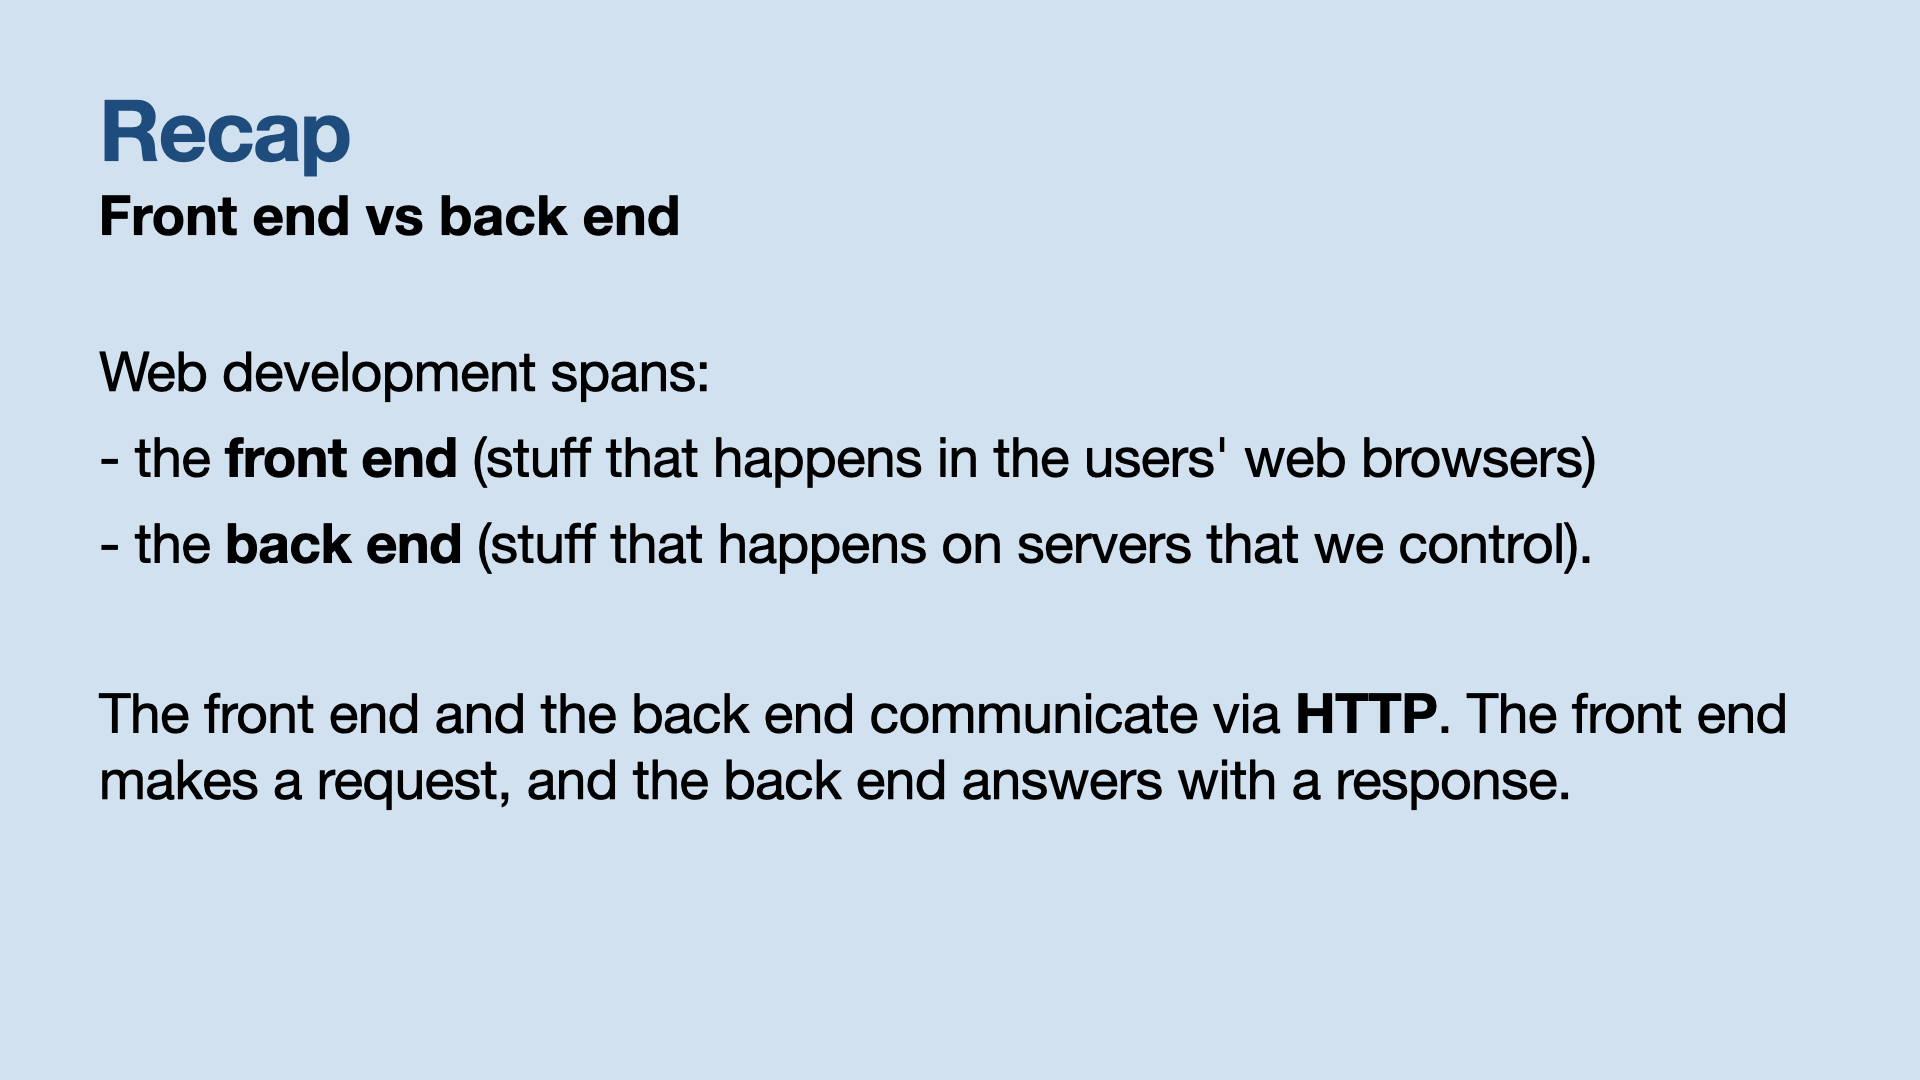 Recap
Front end vs back end
Web development spans:
- the front end (stuff that happens in the users' web browsers)
- the back end (stuff that happens on servers that we control).
The front end and the back end communicate via HTTP. The front end
makes a request, and the back end answers with a response.